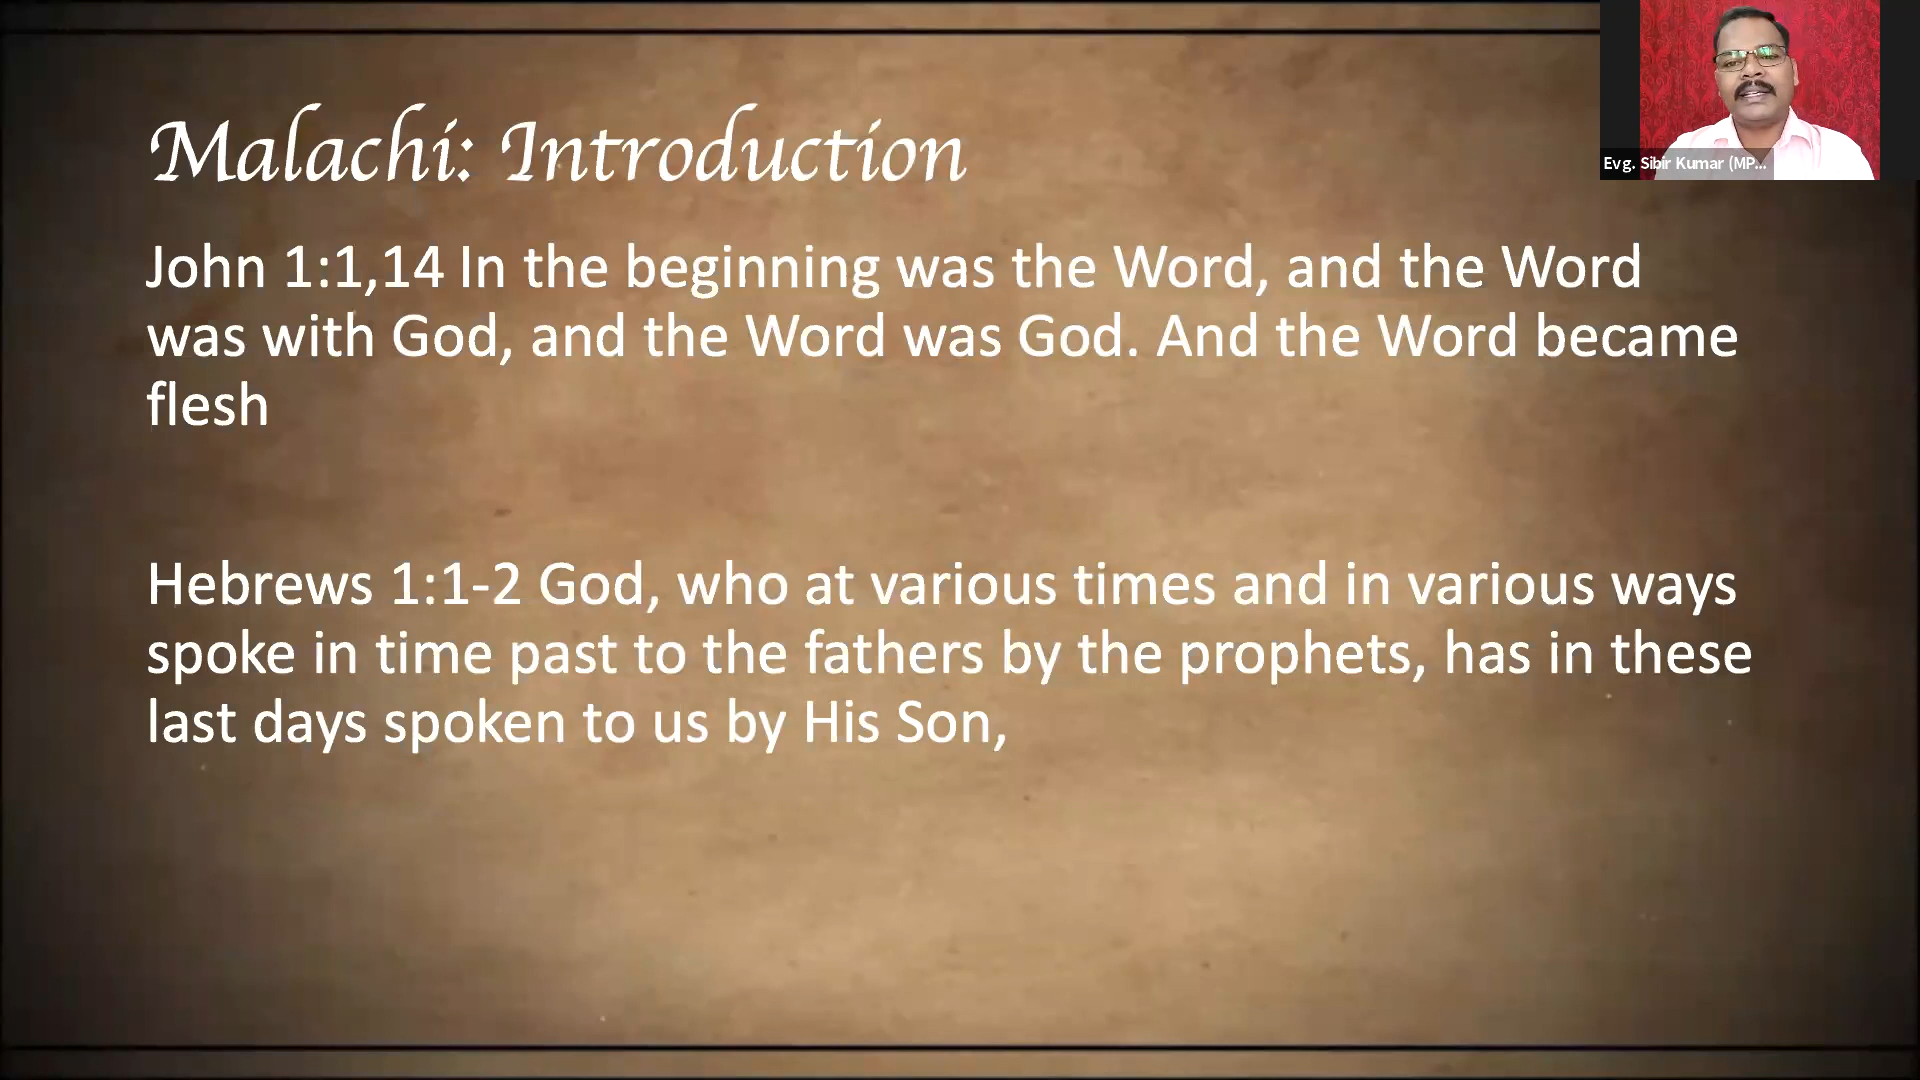 Malachi: Introduction
John 1:1,14 In the beginning was the Word, and the Word
was with God, and the Word was God. And the Word became
flesh
Hebrews 1:1-2 God, who at various times and in various ways
spoke in time past to the fathers by the prophets, has in these
last days spoken to us by His Son,
Evg. Sibir Kumar (MP...